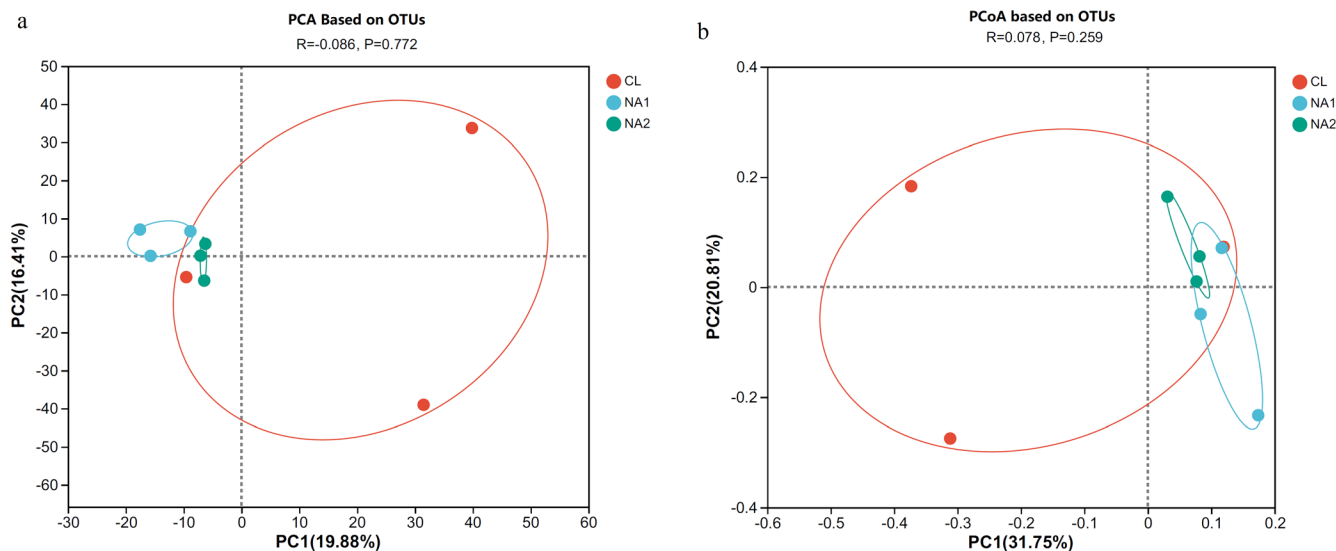 a
PCA Based on OTUs
R=-0.086, P=0.772
50
40
30
20
10
0
-10
-20
-30
-40
-50
-60
PC2(16.41%)
-30
-20
-10
0
10
20
30
40
50
60
PC1(19.88%)
CL
NA1
NA2
b
PCoA based on OTUs
R=0.078, P=0.259
0.4
0.2
0
-0.2
-0.4
PC2(20.81%)
-0.6
-0.5
-0.4
-0.3
-0.2
-0.1
0
0.1
0.2
PC1(31.75%)
CL
NA1
NA2